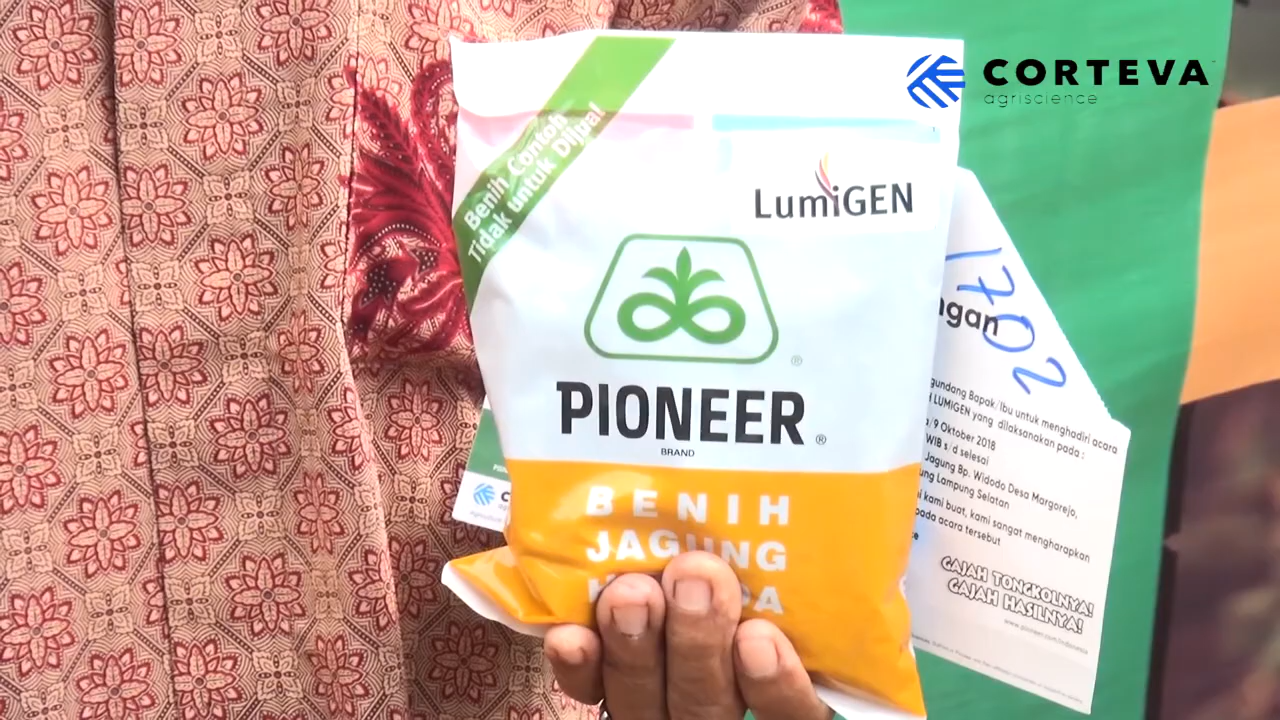 CORTEVA
agriscience
Benih Contoh
Tidak untuk Dijual
LumiGEN
PIONEER ®
BRAND
BENIH
JAGUNG
1702
Bapak/Ibu untuk menghadiri acara
LUMIGEN yang dilaksanakan pada :
9 Oktober 2018
WIB s/d selesai
Jagung Bp. Widodo Desa Margorejo,
Lampung Selatan
kami buat, kami sangat mengharapkan
pada acara tersebut
GAJAH TONGKOLNYA!
GAJAH HASILNYA!
www.pioneer.com/indonesia